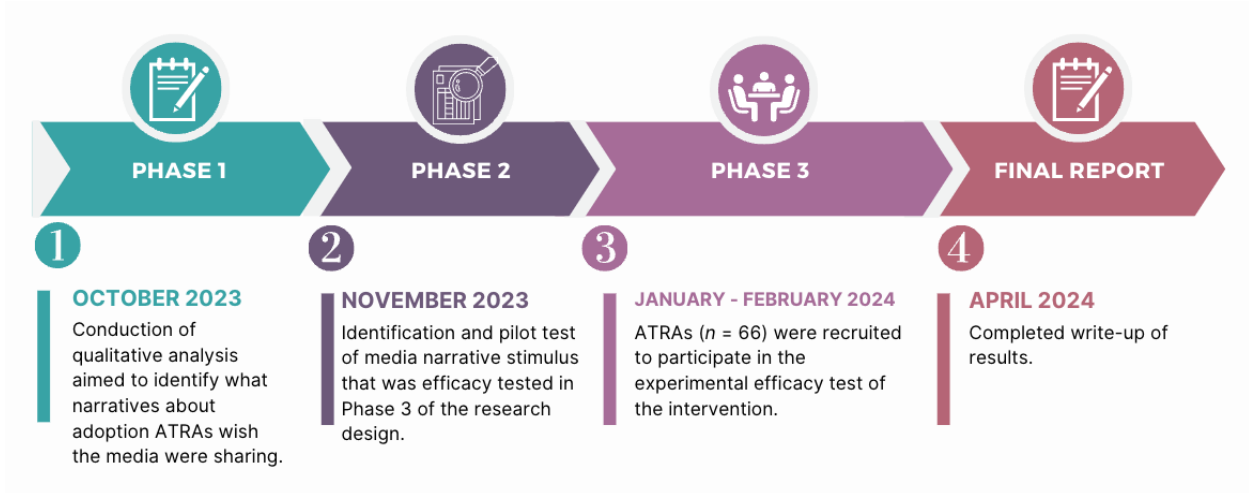 PHASE 1
PHASE 2
PHASE 3
FINAL REPORT
1
OCTOBER 2023
Conduction of
qualitative analysis
aimed to identify what
narratives about
adoption ATRAs wish
the media were sharing.
2
NOVEMBER 2023
Identification and pilot test
of media narrative stimulus
that was efficacy tested in
Phase 3 of the research
design.
3
JANUARY - FEBRUARY 2024
ATRAs (n = 66) were recruited
to participate in the
experimental efficacy test of
the intervention.
4
APRIL 2024
Completed write-up of
results.